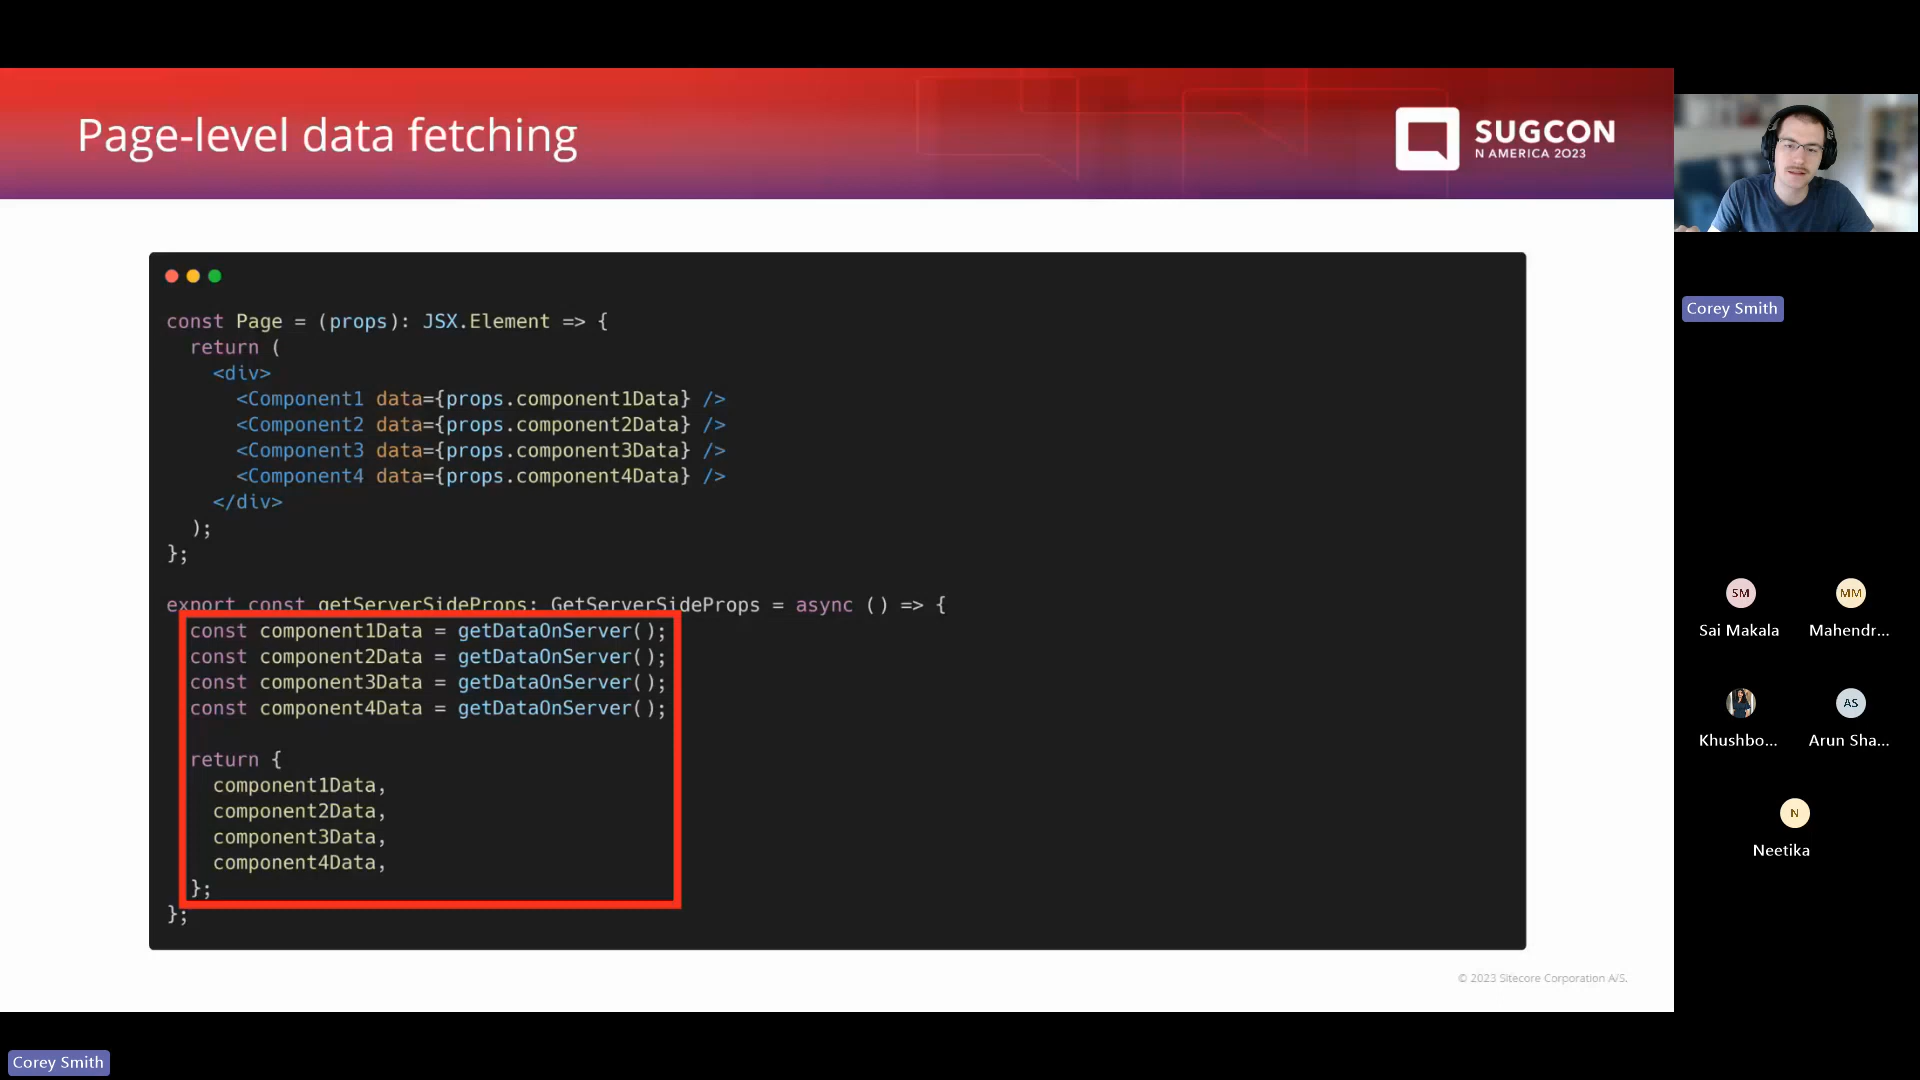 Page-level data fetching
SUGCON
N AMERICA 2023
const Page = (props): JSX.Element => {
  return (
    <div>
      <Component1 data={props.component1Data} />
      <Component2 data={props.component2Data} />
      <Component3 data={props.component3Data} />
      <Component4 data={props.component4Data} />
    </div>
  );
};
export const getServerSideProps: GetServerSideProps = async () => {
  const component1Data = getDataOnServer();
  const component2Data = getDataOnServer();
  const component3Data = getDataOnServer();
  const component4Data = getDataOnServer();
  return {
    component1Data,
    component2Data,
    component3Data,
    component4Data,
  };
};
© 2023 Sitecore Corporation A/S.
Corey Smith
Corey Smith
SM
MM
Sai Makala
Mahendr...
AS
Khushbo...
Arun Sha...
N
Neetika